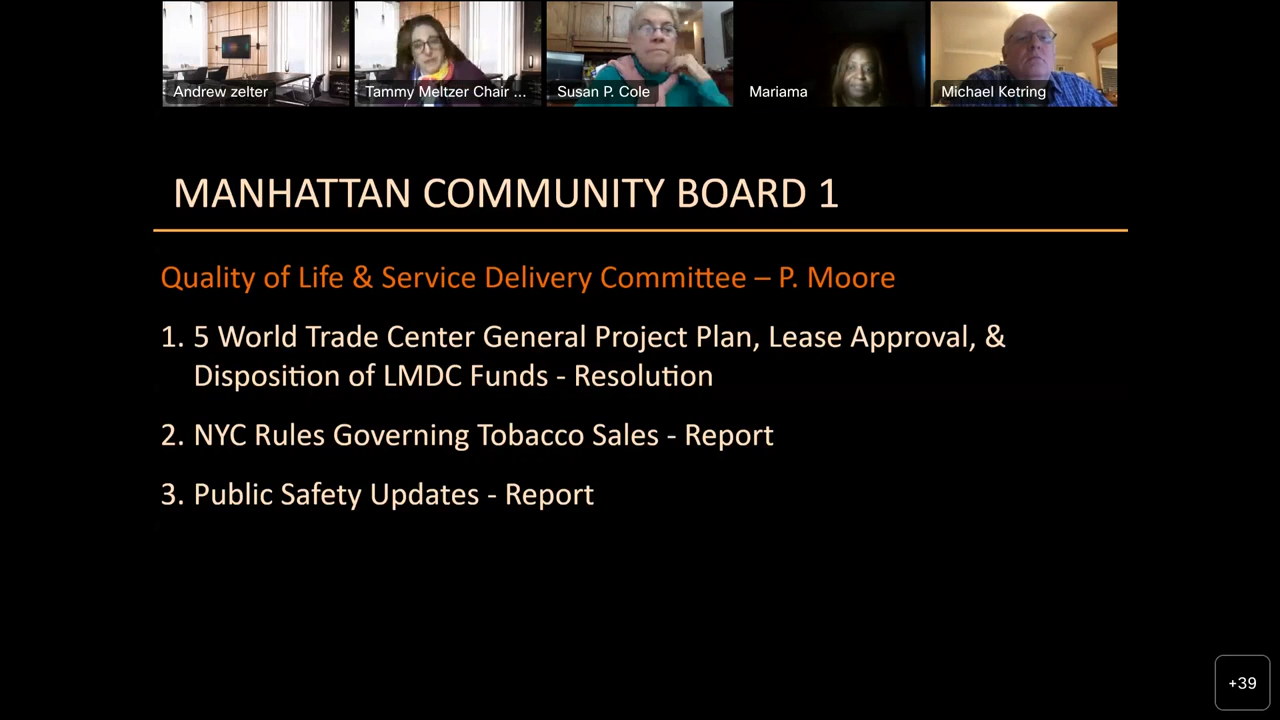 Andrew zelter
Tammy Meltzer Chair ...
Susan P. Cole
Mariama
Michael Ketring
MANHATTAN COMMUNITY BOARD 1
Quality of Life & Service Delivery Committee – P. Moore
1. 5 World Trade Center General Project Plan, Lease Approval, &
Disposition of LMDC Funds - Resolution
2. NYC Rules Governing Tobacco Sales - Report
3. Public Safety Updates - Report
+39